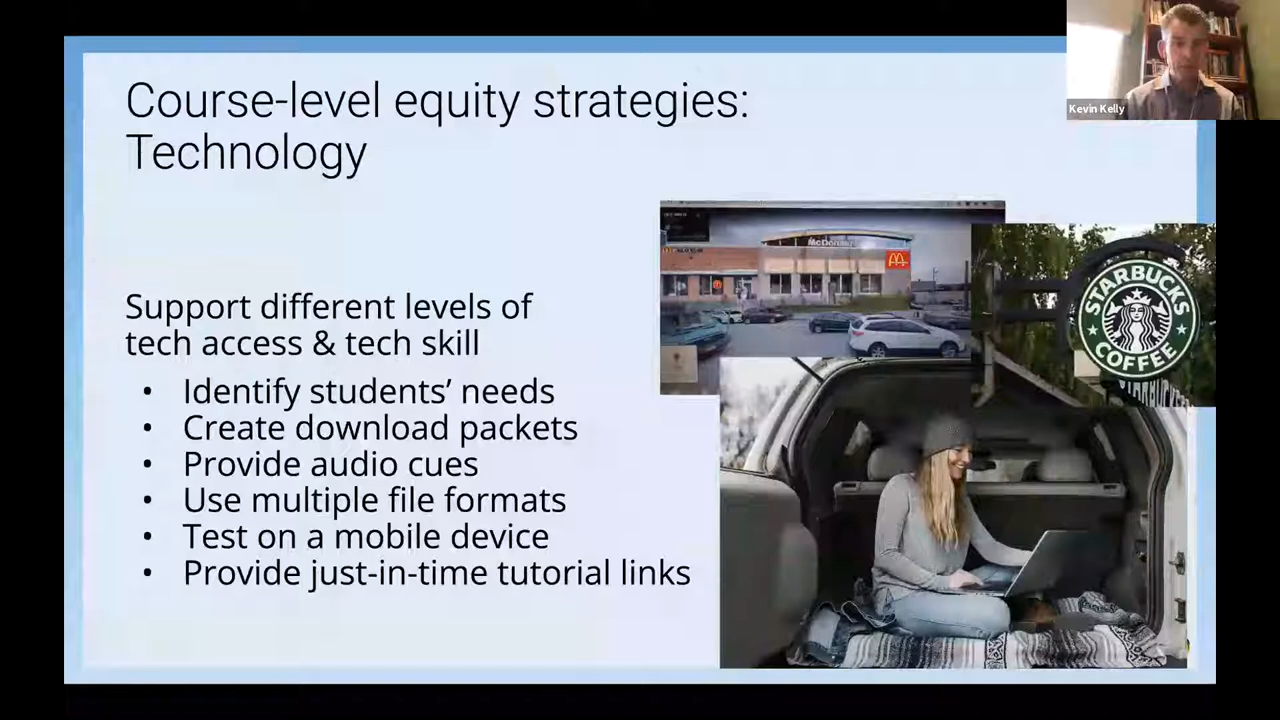 Course-level equity strategies:
Technology
Kevin Kelly
McDonald's
STARBUCKS
COFFEE
Support different levels of
tech access & tech skill
• Identify students’ needs
• Create download packets
• Provide audio cues
• Use multiple file formats
• Test on a mobile device
• Provide just-in-time tutorial links